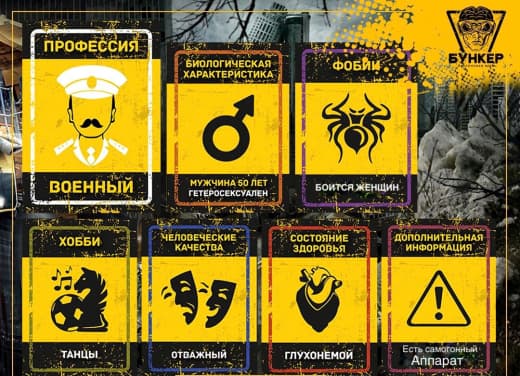 ПРОФЕССИЯ
ВОЕННЫЙ
БИОЛОГИЧЕСКАЯ
ХАРАКТЕРИСТИКА
МУЖЧИНА 50 ЛЕТ
ГЕТЕРОСЕКСУАЛЕН
ФОБИИ
БОИТСЯ ЖЕНЩИН
БУНКЕР
ХОББИ
ТАНЦЫ
ЧЕЛОВЕЧЕСКИЕ
КАЧЕСТВА
ОТВАЖНЫЙ
СОСТОЯНИЕ
ЗДОРОВЬЯ
ГЛУХОНЕМОЙ
ДОПОЛНИТЕЛЬНАЯ
ИНФОРМАЦИЯ
Есть самогонный
Аппарат